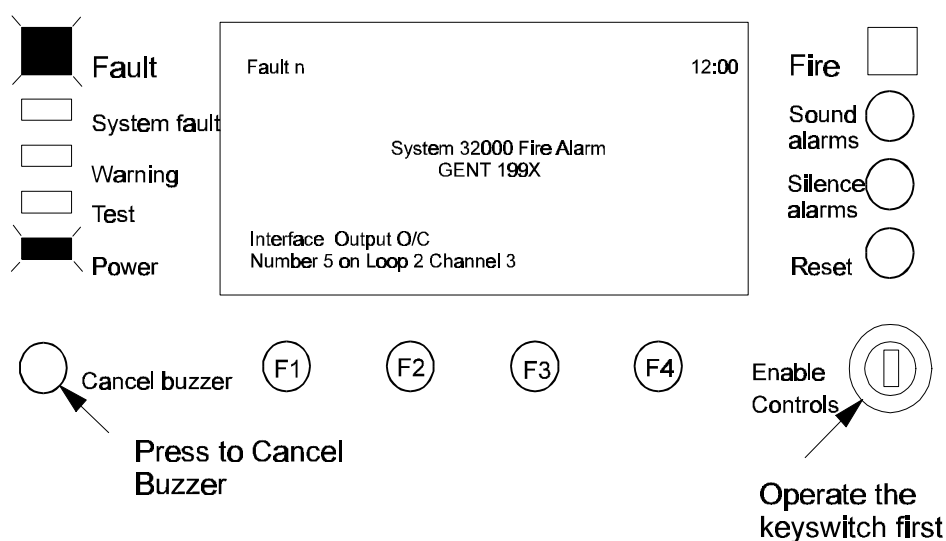 Fault
System fault
Warning
Test
Power
Fault n 12:00
System 32000 Fire Alarm
GENT 199X
Interface Output O/C
Number 5 on Loop 2 Channel 3
Fire
Sound
alarms
Silence
alarms
Reset
Cancel buzzer
F1
F2
F3
F4
Enable
Controls
Press to Cancel
Buzzer
Operate the
keyswitch first